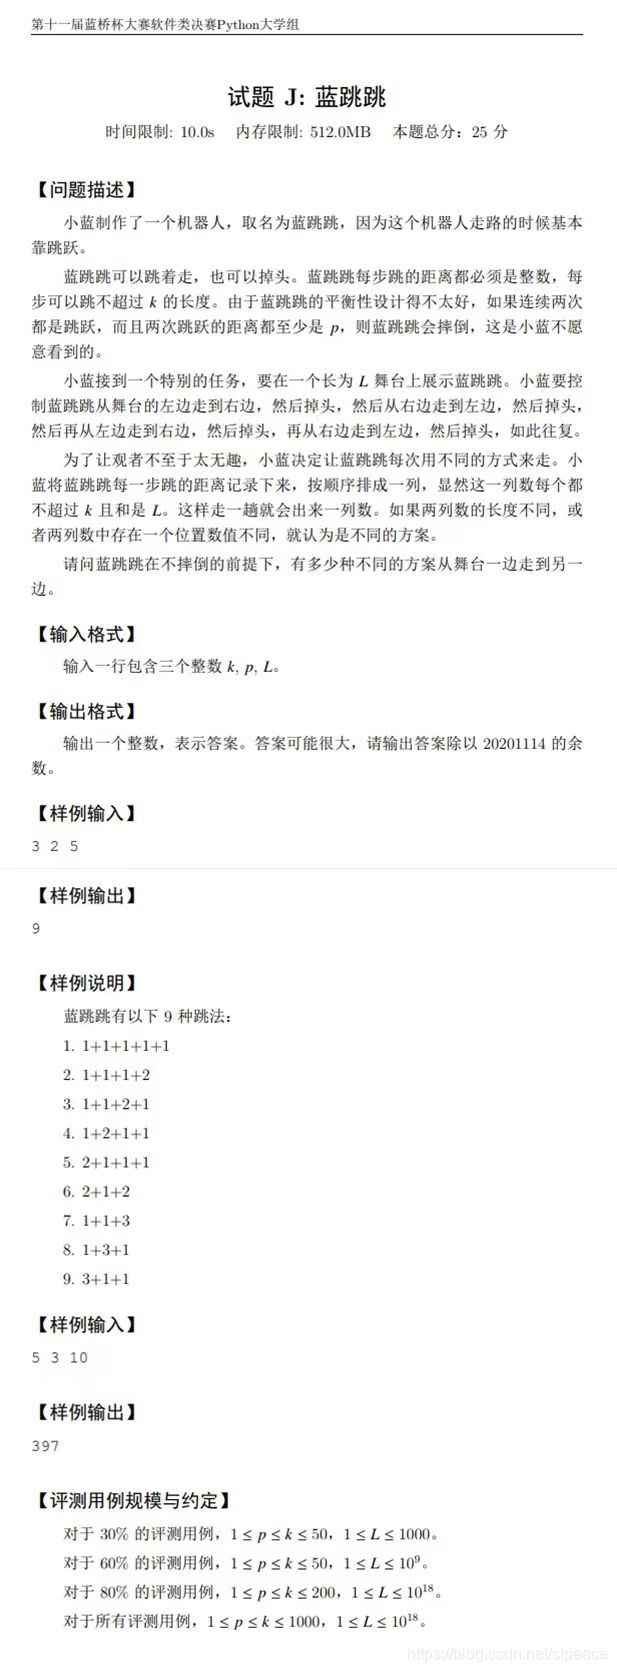 第十一届蓝桥杯大赛软件类决赛Python大学组
试题 J: 蓝跳跳
时间限制: 10.0s 内存限制: 512.0MB 本题总分：25 分
【问题描述】
小蓝制作了一个机器人，取名为蓝跳跳，因为这个机器人走路的时候基本
靠跳跃。
蓝跳跳可以跳着走，也可以掉头。蓝跳跳每步跳的距离都必须是整数，每
步可以跳不超过 k 的长度。由于蓝跳跳的平衡性设计得不太好，如果连续两次
都是跳跃，而且两次跳跃的距离都至少是 p，则蓝跳跳会摔倒，这是小蓝不愿
意看到的。
小蓝接到一个特别的任务，要在一个长为 L 舞台上展示蓝跳跳。小蓝要控
制蓝跳跳从舞台的左边走到右边，然后掉头，然后从右边走到左边，然后掉头，
然后再从左边走到右边，然后掉头，再从右边走到左边，然后掉头，如此往复。
为了让观者不至于太无趣，小蓝决定让蓝跳跳每次用不同的方式来走。小
蓝将蓝跳跳每一步跳的距离记录下来，按顺序排成一列，显然这一列数每个都
不超过 k 且和是 L。这样走一趟就会出来一列数。如果两列数的长度不同，或
者两列数中存在一个位置数值不同，就认为是不同的方案。
请问蓝跳跳在不摔倒的前提下，有多少种不同的方案从舞台一边走到另一
边。
【输入格式】
输入一行包含三个整数 k, p, L。
【输出格式】
输出一个整数，表示答案。答案可能很大，请输出答案除以 20201114 的余
数。
【样例输入】
3 2 5
【样例输出】
9
【样例说明】
蓝跳跳有以下 9 种跳法：
1. 1+1+1+1+1
2. 1+1+1+2
3. 1+1+2+1
4. 1+2+1+1
5. 2+1+1+1
6. 2+1+2
7. 1+1+3
8. 1+3+1
9. 3+1+1
【样例输入】
5 3 10
【样例输出】
397
【评测用例规模与约定】
对于 30% 的评测用例，1 ≤ p ≤ k ≤ 50，1 ≤ L ≤ 1000。
对于 60% 的评测用例，1 ≤ p ≤ k ≤ 50，1 ≤ L ≤ 10⁹。
对于 80% 的评测用例，1 ≤ p ≤ k ≤ 200，1 ≤ L ≤ 10¹⁸。
对于所有评测用例，1 ≤ p ≤ k ≤ 1000，1 ≤ L ≤ 10¹⁸。
https://blog.csdn.net/stpeace